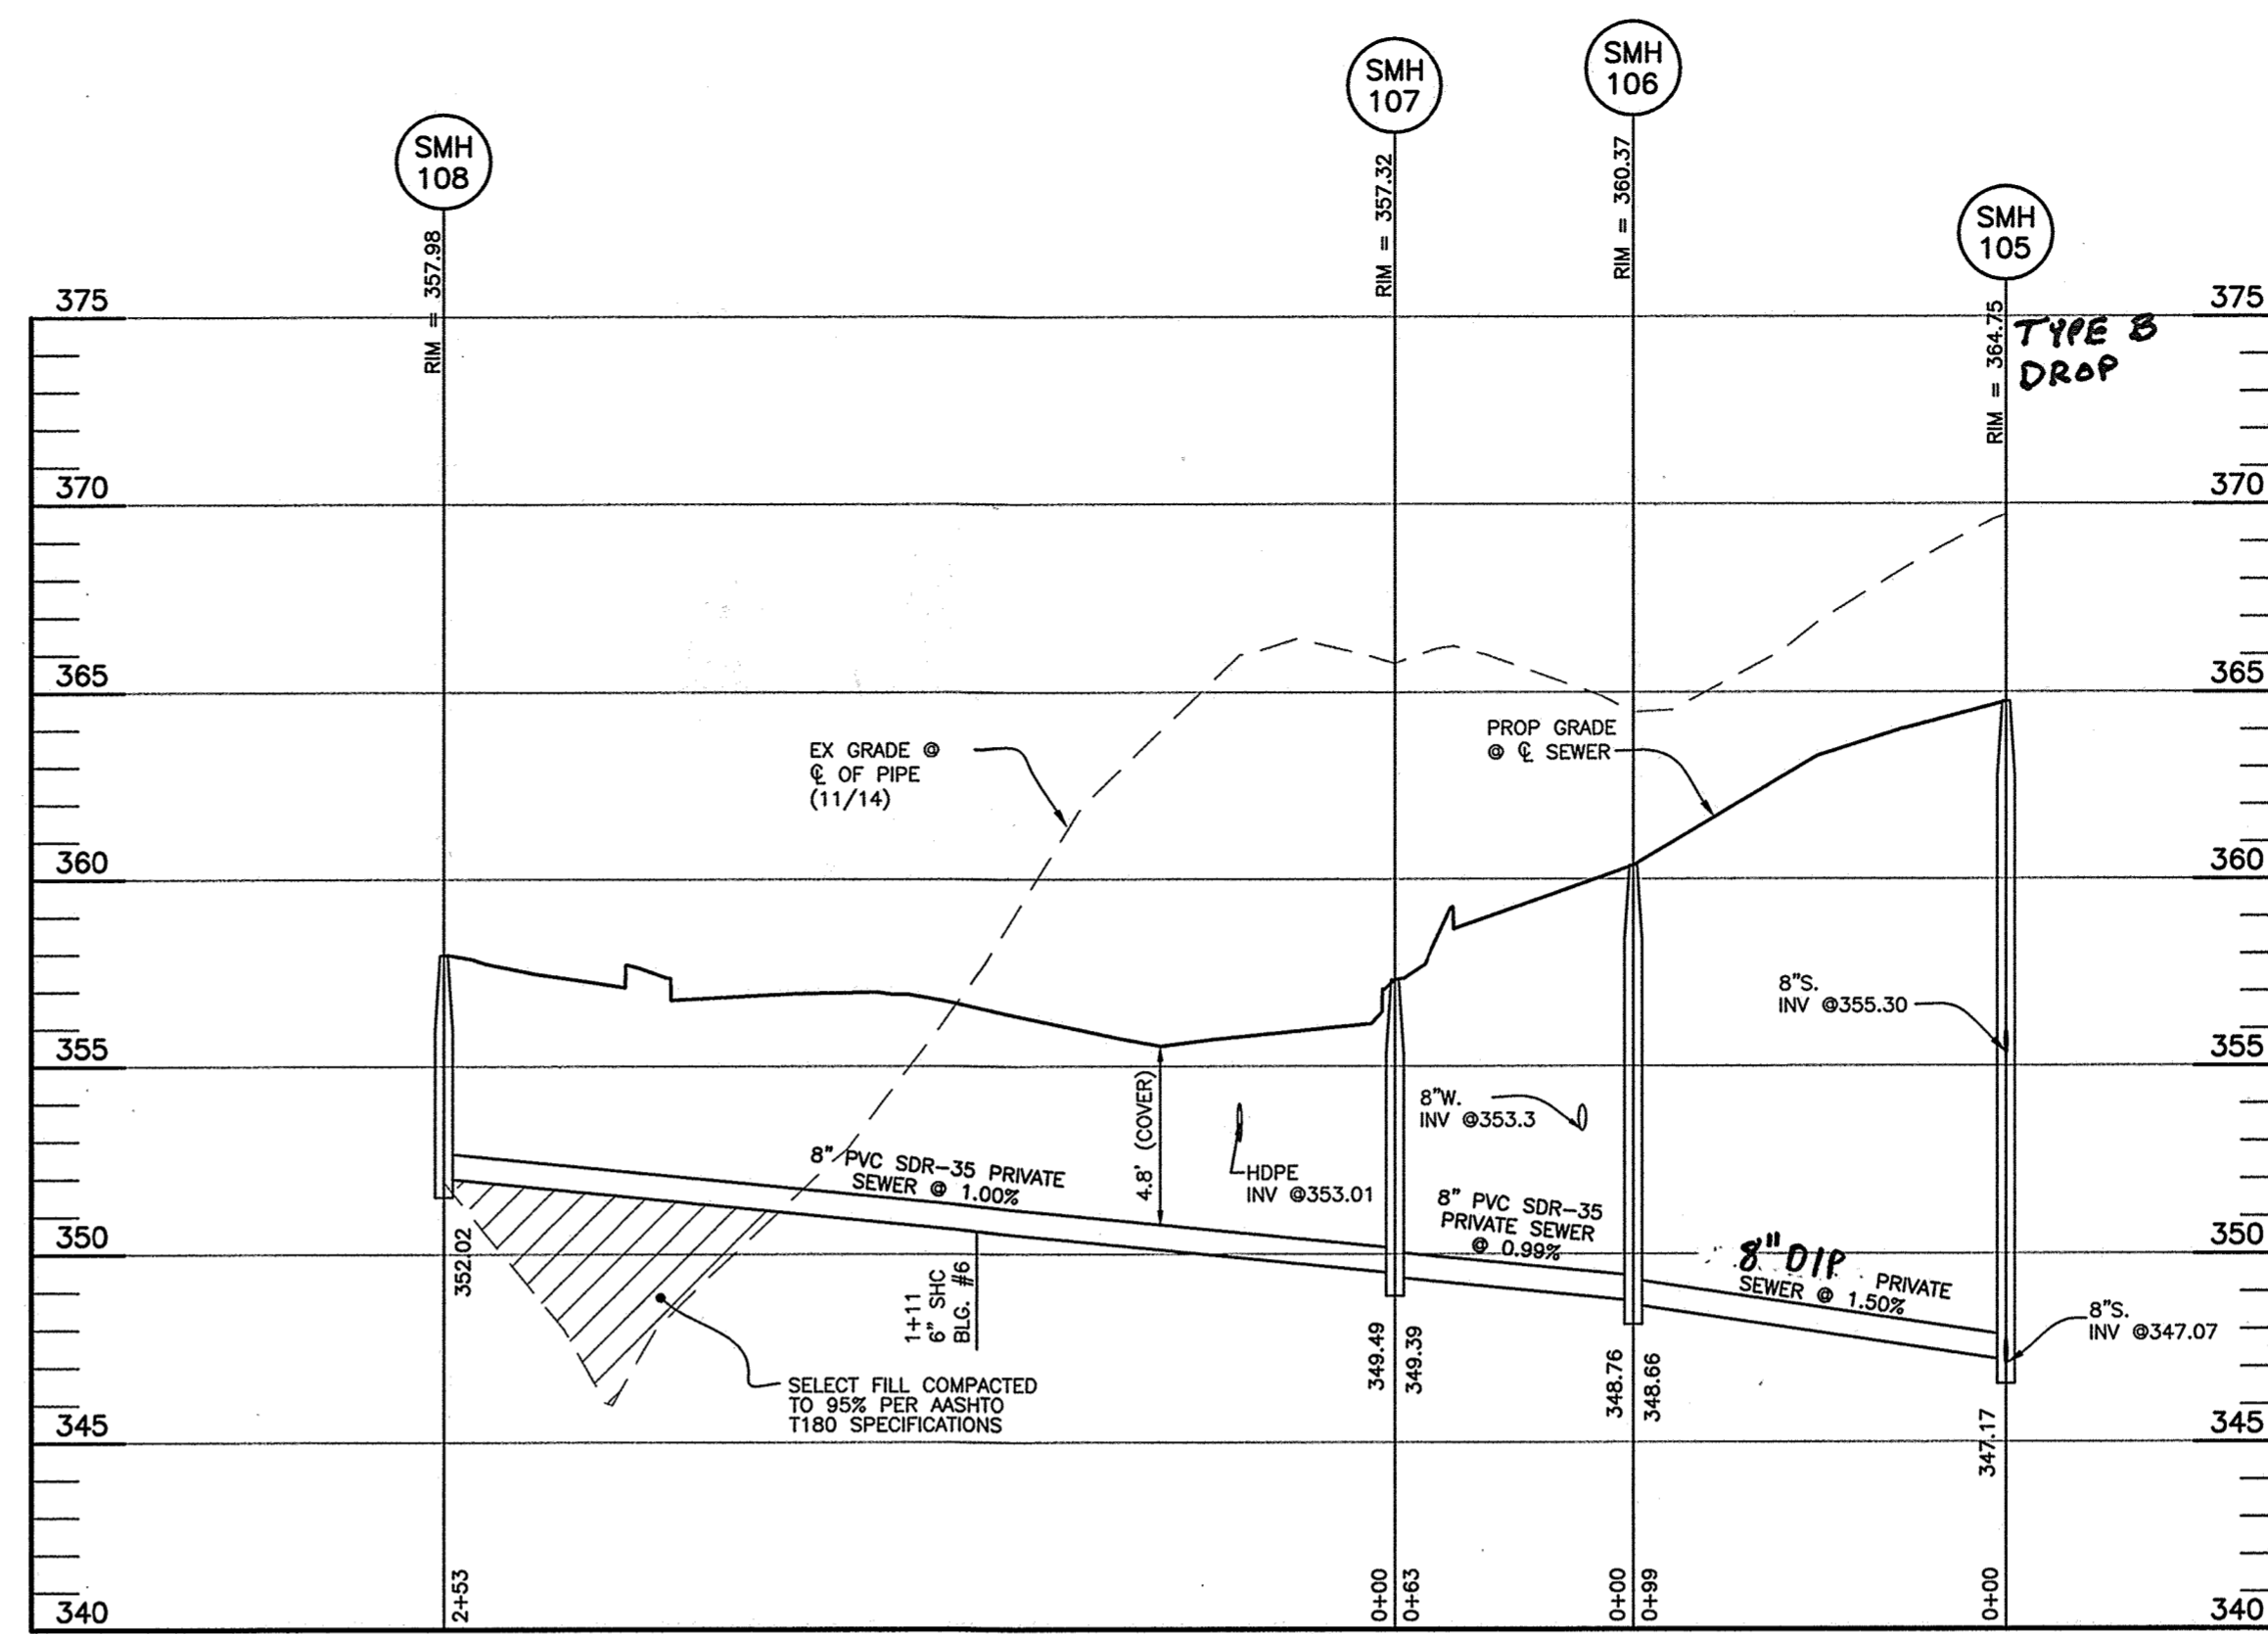 SMH
108
SMH
107
SMH
106
SMH
105
RIM = 357.98
RIM = 357.32
RIM = 360.37
RIM = 364.75
TYPE B
DROP
375
375
370
370
365
365
360
360
355
355
350
350
345
345
340
340
EX GRADE @
℄ OF PIPE
(11/14)
PROP GRADE
@ ℄ SEWER
8"S.
INV @355.30
4.8' (COVER)
HDPE
INV @353.01
8"W.
INV @353.3
8" PVC SDR-35 PRIVATE
SEWER @ 1.00%
8" PVC SDR-35
PRIVATE SEWER
@ 0.99%
8" DIP PRIVATE
SEWER @ 1.50%
8"S.
INV @347.07
1+11
6" SHC
BLG. #6
SELECT FILL COMPACTED
TO 95% PER AASHTO
T180 SPECIFICATIONS
352.02
349.49
349.39
348.76
348.66
347.17
2+53
0+00
0+63
0+00
0+99
0+00